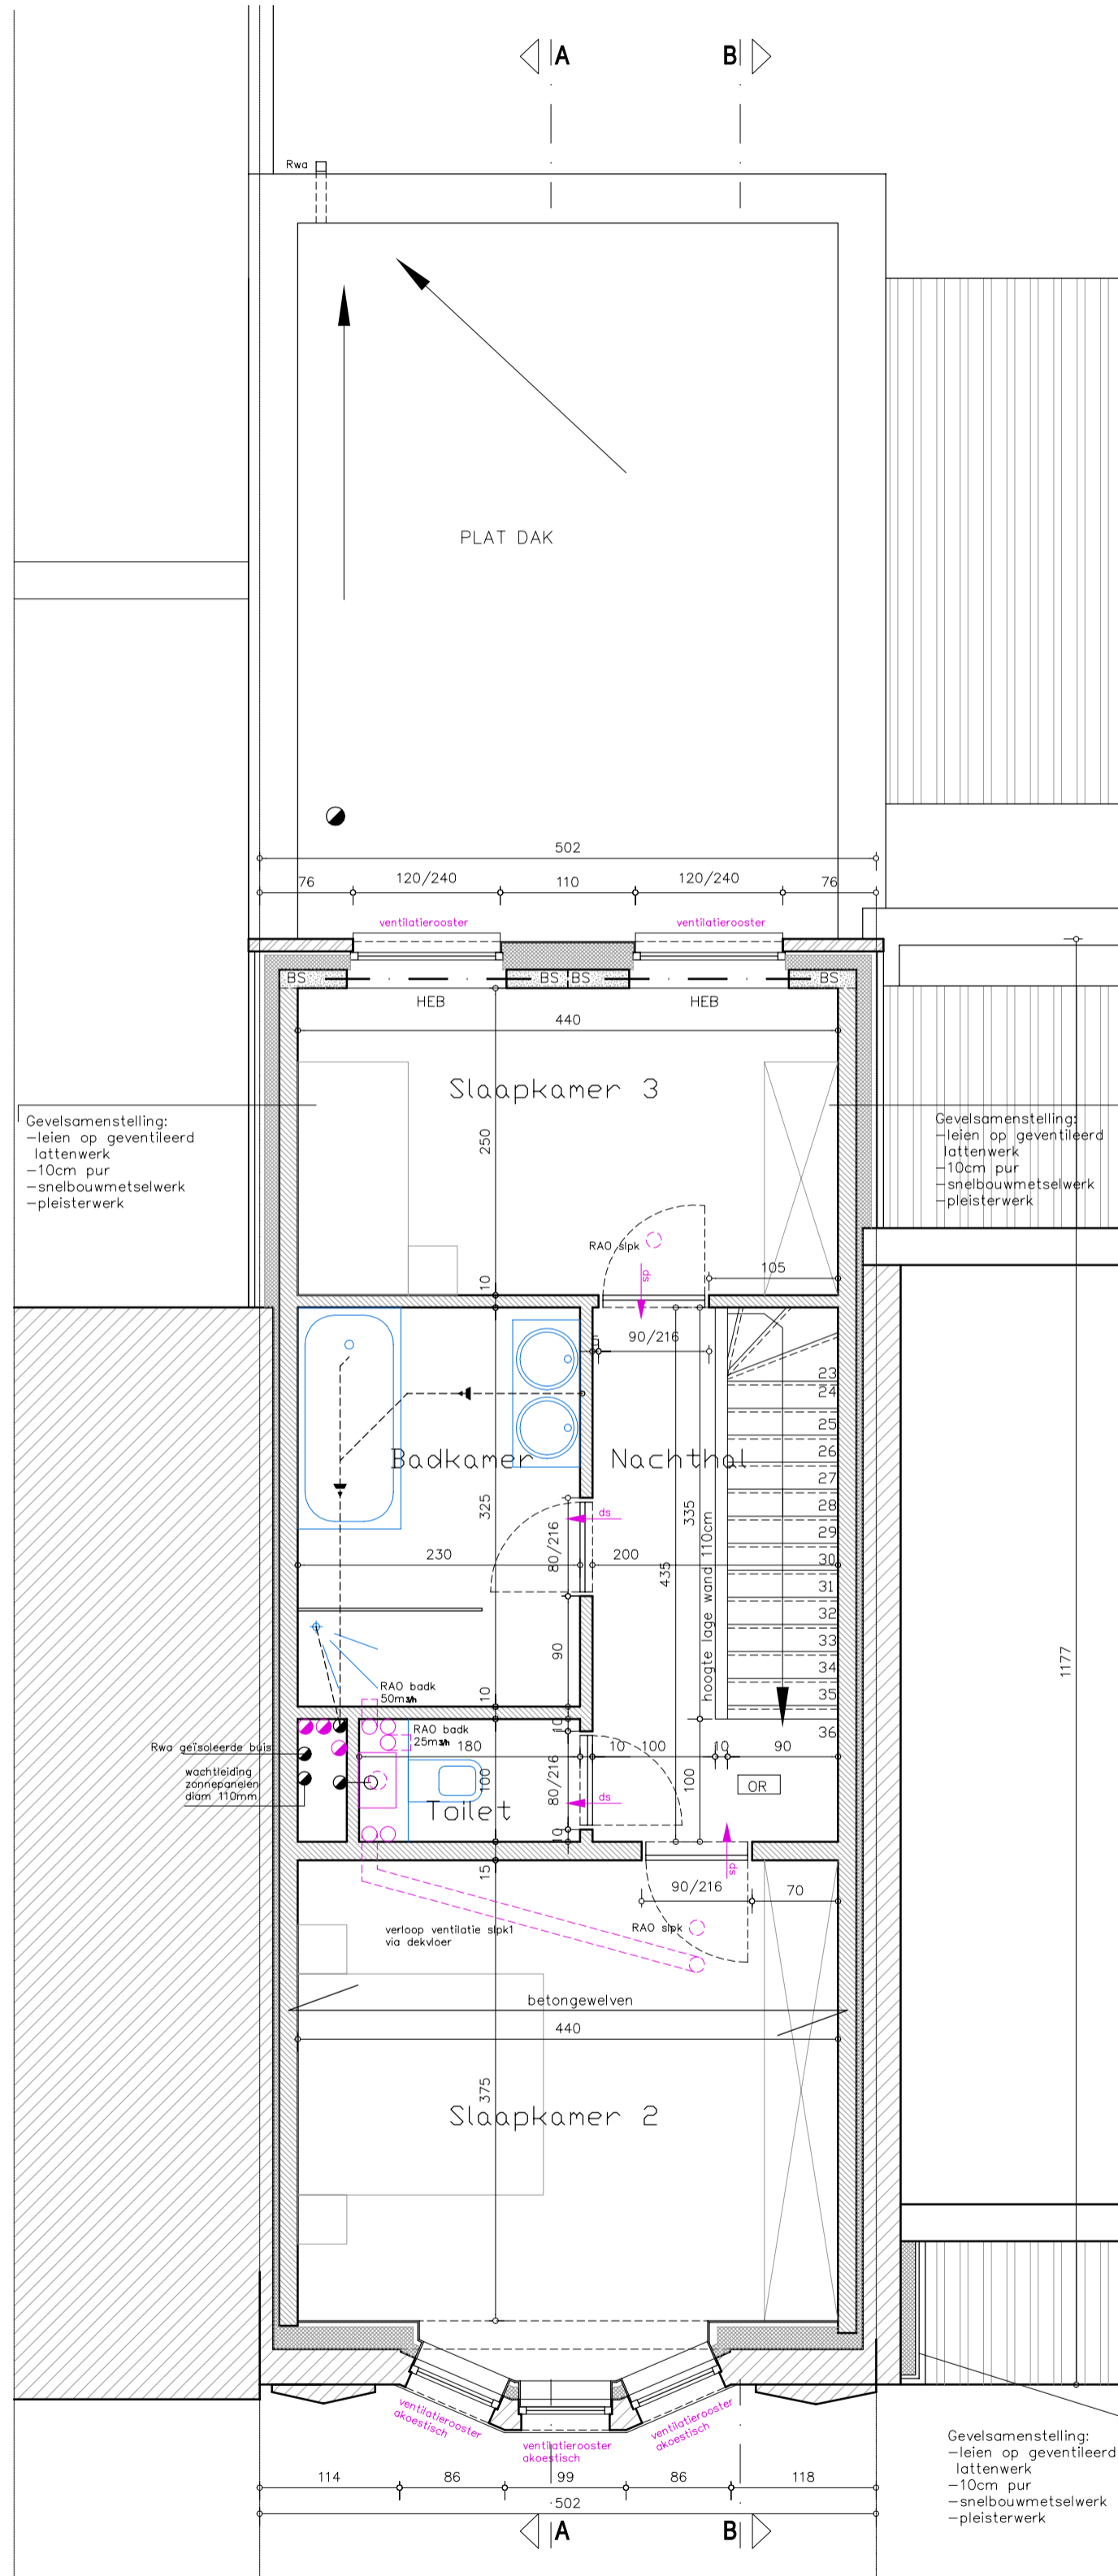 A
B
Rwa
PLAT DAK
502
76
120/240
110
120/240
76
ventilatierooster
ventilatierooster
BS
BS
BS
BS
HEB
HEB
440
Slaapkamer 3
250
Gevelsamenstelling:
-leien op geventileerd
lattenwerk
-10cm pur
-snelbouwmetselwerk
-pleisterwerk
Gevelsamenstelling:
-leien op geventileerd
lattenwerk
-10cm pur
-snelbouwmetselwerk
-pleisterwerk
RAO slpk
sp
105
10
90/216
23
24
25
26
27
28
29
30
31
32
33
34
35
36
Badkamer
Nachthal
325
335
435
hoogte lage wand 110cm
ds
80/216
230
200
90
1177
RAO badk
50m³/h
10
10
RAO badk
25m³/h
Rwa geïsoleerde buis
wachtleiding
zonnepanelen
diam 110mm
180
100
10
100
10
90
80/216
100
OR
Toilet
ds
10
15
sp
90/216
70
RAO slpk
verloop ventilatie slpk1
via dekvloer
betongewelven
440
375
Slaapkamer 2
ventilatierooster
akoestisch
ventilatierooster
akoestisch
ventilatierooster
akoestisch
Gevelsamenstelling:
-leien op geventileerd
lattenwerk
-10cm pur
-snelbouwmetselwerk
-pleisterwerk
114
86
99
86
118
502
A
B